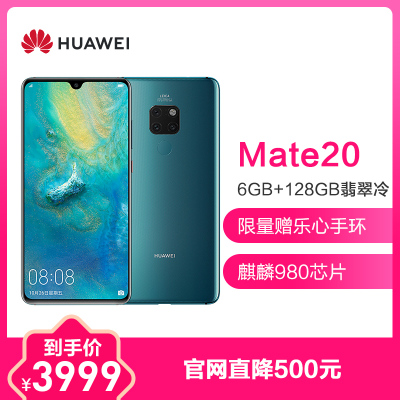 HUAWEI
Mate20
6GB+128GB翡翠冷
限量赠乐心手环
麒麟980芯片
08:08
HUAWEI
到手价
¥3999
官网直降500元